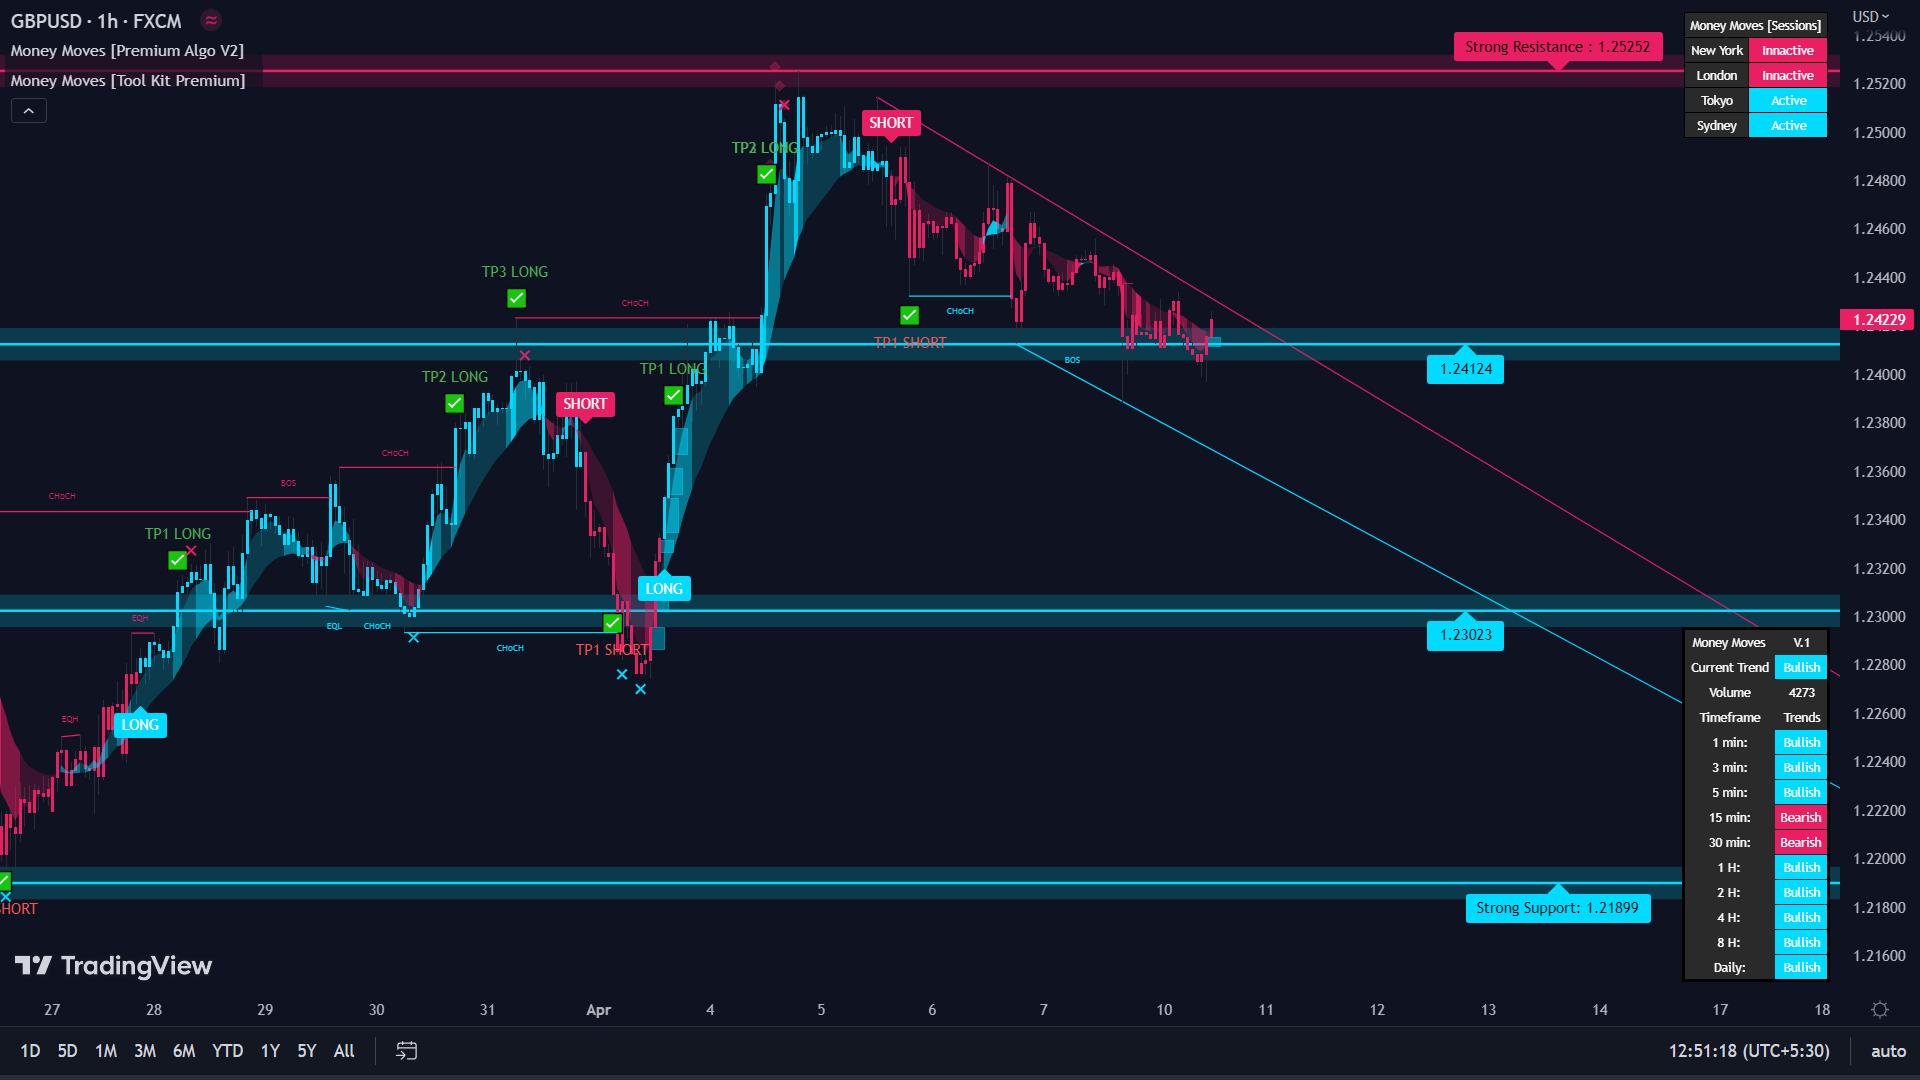 GBPUSD · 1h · FXCM
Money Moves [Premium Algo V2]
Money Moves [Tool Kit Premium]
Strong Resistance : 1.25252
Money Moves [Sessions]
New York Innactive
London Innactive
Tokyo Active
Sydney Active
USD
1.25400
1.25200
1.25000
1.24800
1.24600
1.24400
1.24229
1.24000
1.23800
1.23600
1.23400
1.23200
1.23000
1.22800
1.22600
1.22400
1.22200
1.22000
1.21800
1.21600
SHORT
TP2 LONG
TP3 LONG
CHoCH
CHoCH
TP1 SHORT
BOS
1.24124
TP1 LONG
TP2 LONG
SHORT
CHoCH
BOS
CHoCH
TP1 LONG
LONG
EQH
EQL
CHoCH
CHoCH
TP1 SHORT
1.23023
EQH
LONG
Strong Support: 1.21899
SHORT
Money Moves V.1
Current Trend Bullish
Volume 4273
Timeframe Trends
1 min: Bullish
3 min: Bullish
5 min: Bullish
15 min: Bearish
30 min: Bearish
1 H: Bullish
2 H: Bullish
4 H: Bullish
8 H: Bullish
Daily: Bullish
TradingView
27 28 29 30 31 Apr 4 5 6 7 10 11 12 13 14 17 18
1D 5D 1M 3M 6M YTD 1Y 5Y All
12:51:18 (UTC+5:30)
auto